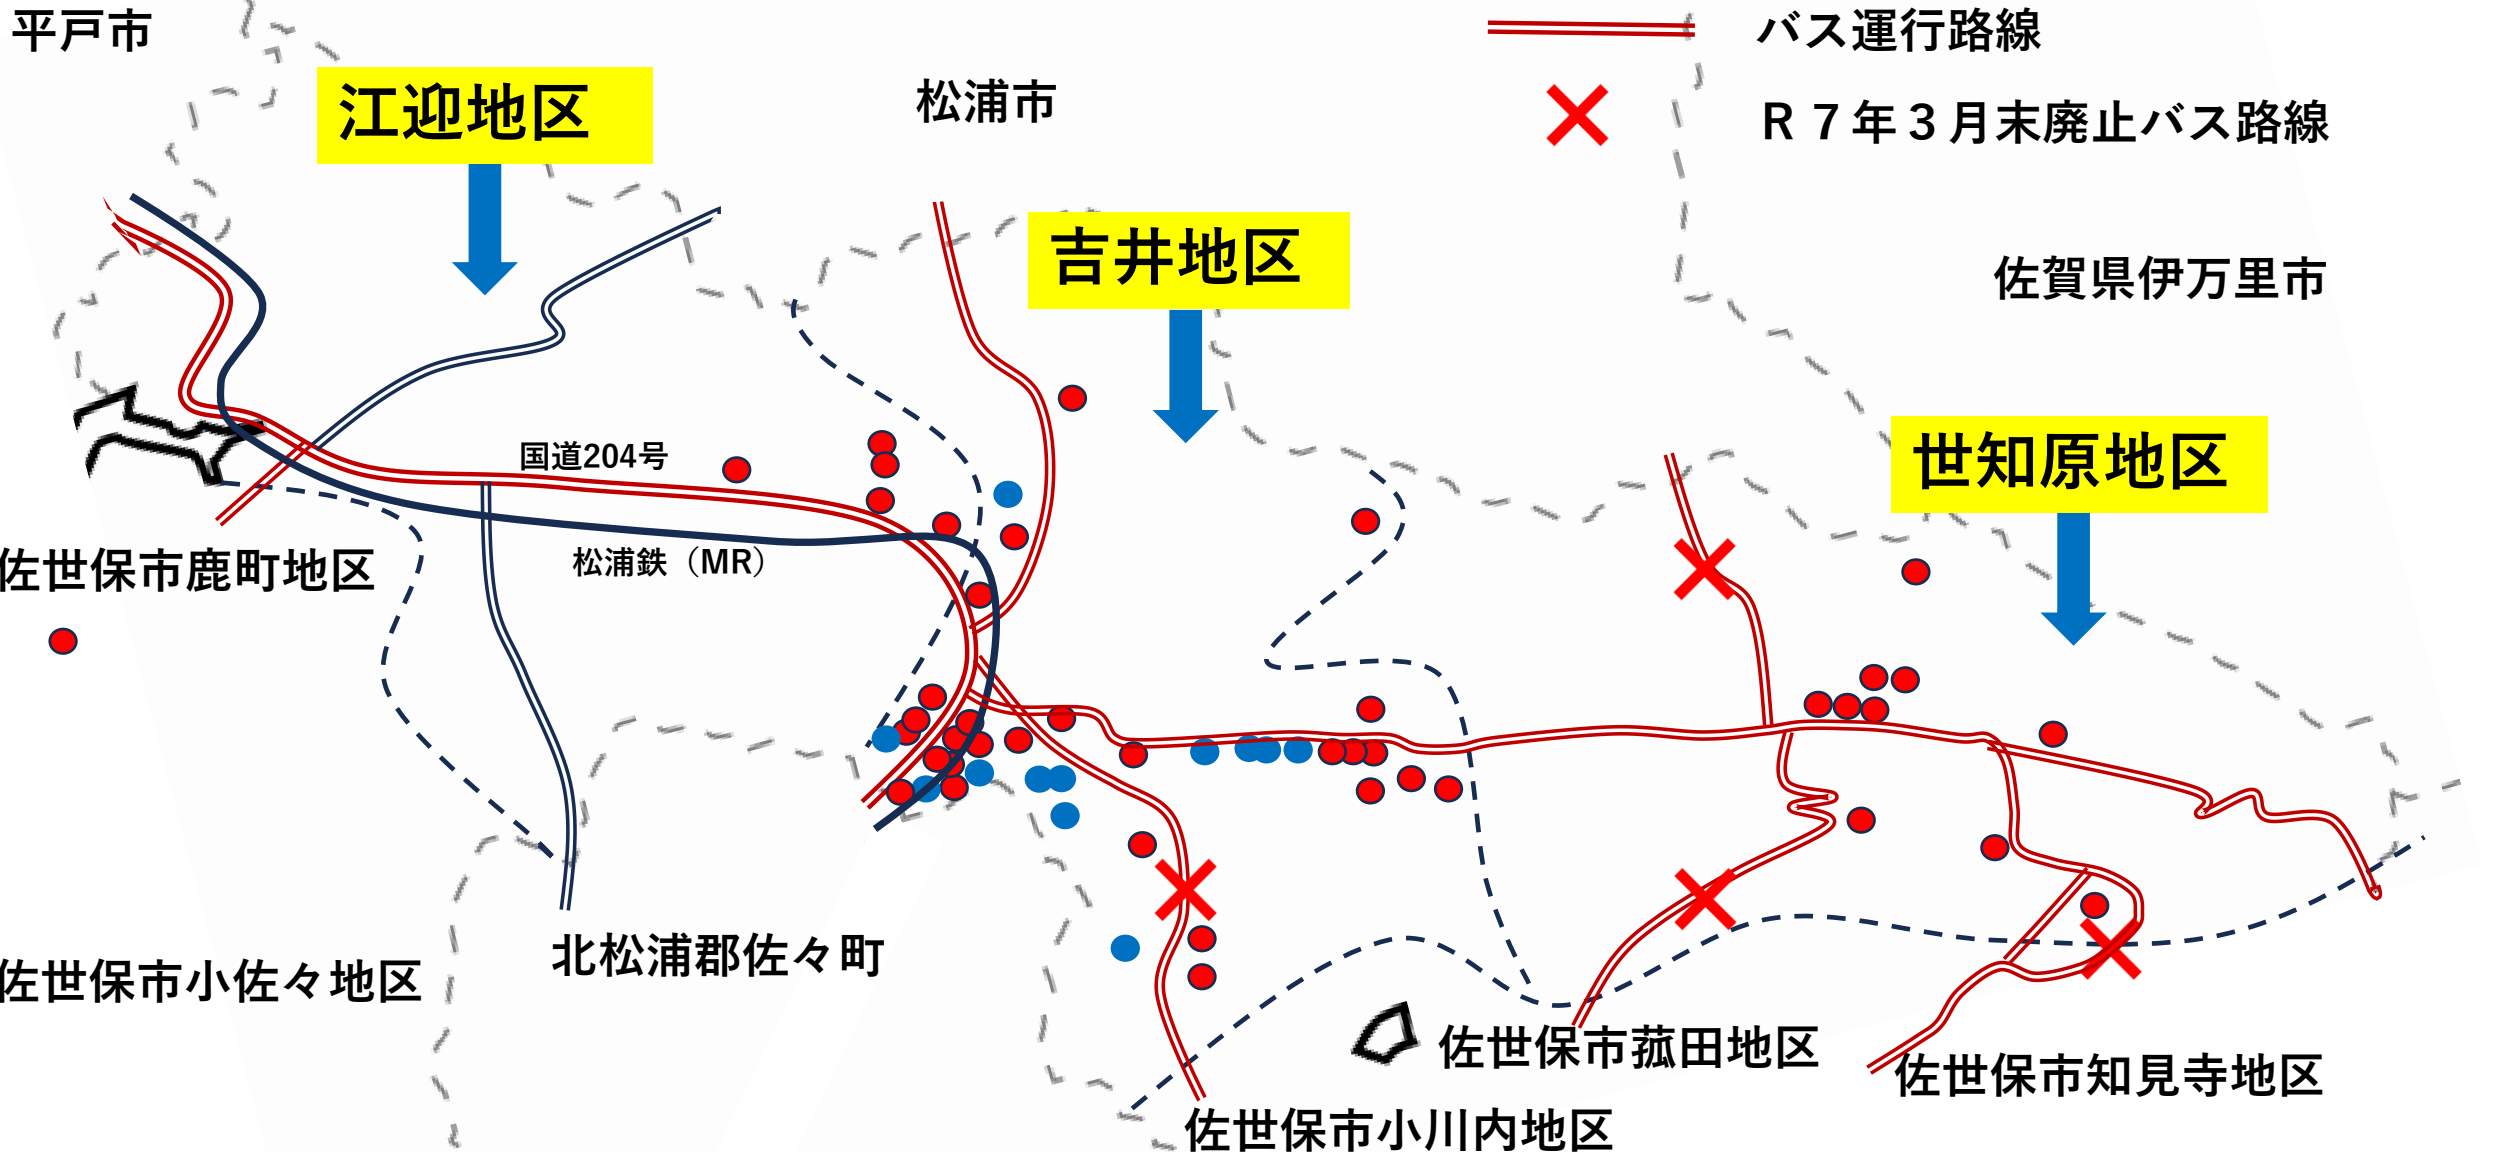 平戸市
バス運行路線
江迎地区
松浦市
Ｒ７年３月末廃止バス路線
吉井地区
佐賀県伊万里市
世知原地区
国道204号
松浦鉄（MR）
佐世保市鹿町地区
北松浦郡佐々町
佐世保市小佐々地区
佐世保市菰田地区
佐世保市知見寺地区
佐世保市小川内地区